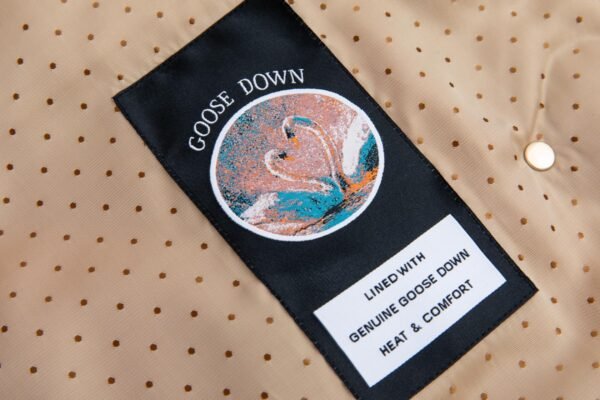 GOOSE DOWN
LINED WITH
GENUINE GOOSE DOWN
HEAT & COMFORT